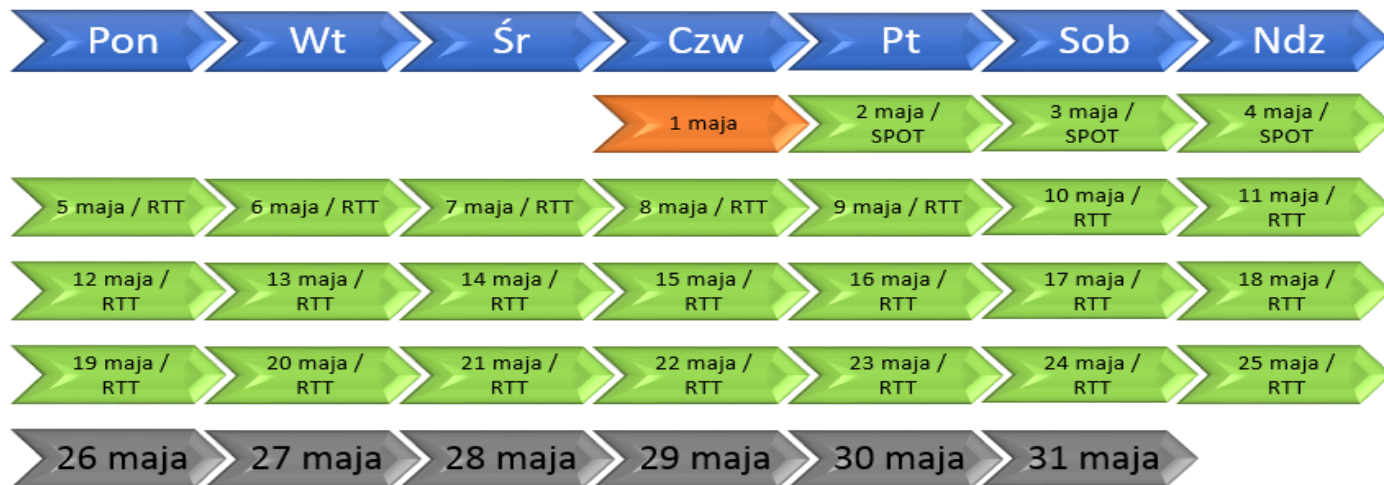 Pon Wt Śr Czw Pt Sob Ndz
1 maja
2 maja /
SPOT
3 maja /
SPOT
4 maja /
SPOT
5 maja / RTT
6 maja / RTT
7 maja / RTT
8 maja / RTT
9 maja / RTT
10 maja /
RTT
11 maja /
RTT
12 maja /
RTT
13 maja /
RTT
14 maja /
RTT
15 maja /
RTT
16 maja /
RTT
17 maja /
RTT
18 maja /
RTT
19 maja /
RTT
20 maja /
RTT
21 maja /
RTT
22 maja /
RTT
23 maja /
RTT
24 maja /
RTT
25 maja /
RTT
26 maja 27 maja 28 maja 29 maja 30 maja 31 maja